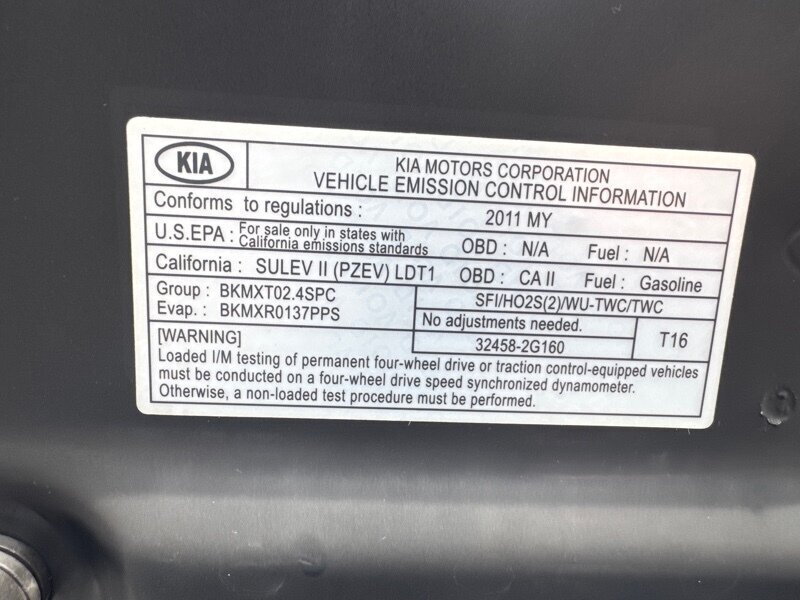 KIA
KIA MOTORS CORPORATION
VEHICLE EMISSION CONTROL INFORMATION
Conforms to regulations : 2011 MY
U.S.EPA : For sale only in states with California emissions standards OBD : N/A Fuel : N/A
California : SULEV II (PZEV) LDT1 OBD : CA II Fuel : Gasoline
Group : BKMXT02.4SPC
Evap. : BKMXR0137PPS
SFI/HO2S(2)/WU-TWC/TWC
No adjustments needed.
32458-2G160
T16
[WARNING]
Loaded I/M testing of permanent four-wheel drive or traction control-equipped vehicles
must be conducted on a four-wheel drive speed synchronized dynamometer.
Otherwise, a non-loaded test procedure must be performed.